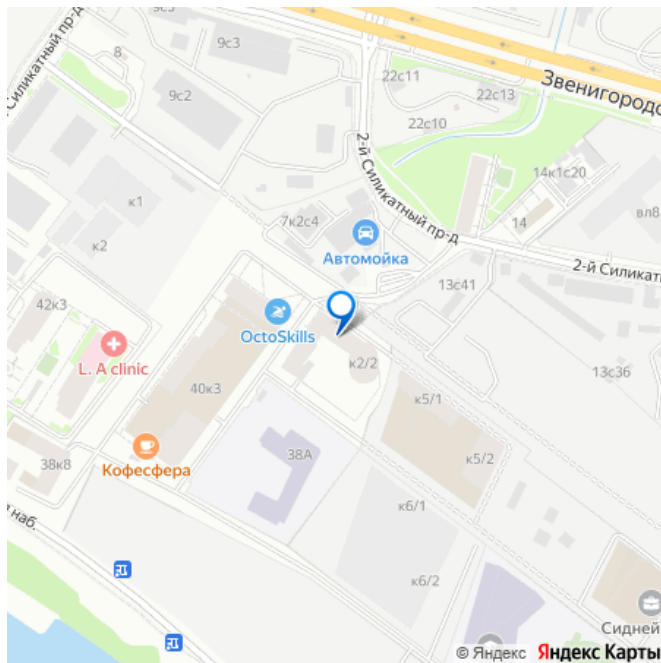 й Силикатный пр-д
8
9с3
9с3
9с2
22с11
22с13
22с10
Звенигородс
2-й Силикатный пр-д
14к1с20
14
вл8
к1
к2
7к2с4
Автомойка
13с41
2-й Силик
42к3
OctoSkills
L. A clinic
к2/2
13с36
40к3
к5/1
Кофесфера
38к8
38А
к5/2
к6/1
наб.
к6/2
Сидней
© Яндекс Яндекс Карты